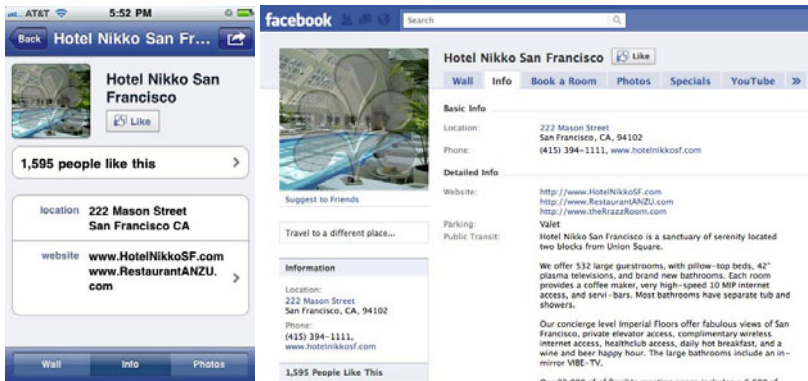 AT&T 5:52 PM
Back Hotel Nikko San Fr...
Hotel Nikko San
Francisco
Like
1,595 people like this
location 222 Mason Street
San Francisco CA
website www.HotelNikkoSF.com
www.RestaurantANZU.
com
Wall Info Photos
facebook Search
Hotel Nikko San Francisco Like
Wall Info Book a Room Photos Specials YouTube »
Basic Info
Location: 222 Mason Street
San Francisco, CA, 94102
Phone: (415) 394-1111, www.hotelnikkosf.com
Detailed Info
Website: http://www.HotelNikkoSF.com
http://www.RestaurantANZU.com
http://www.theRrazzRoom.com
Parking: Valet
Public Transit: Hotel Nikko San Francisco is a sanctuary of serenity located
two blocks from Union Square.
We offer 532 large guestrooms, with pillow-top beds, 42"
plasma televisions, and brand new bathrooms. Each room
provides a coffee maker, very high-speed 10 MIP internet
access, and servi-bars. Most bathrooms have separate tub and
showers.
Our concierge level Imperial Floors offer fabulous views of San
Francisco, private elevator access, complimentary wireless
internet access, healthclub access, daily hot breakfast, and a
wine and beer happy hour. The large bathrooms include an in-
mirror VIBE-TV.
Suggest to Friends
Travel to a different place...
Information
Location:
222 Mason Street
San Francisco, CA, 94102
Phone:
(415) 394-1111,
www.hotelnikkosf.com
1,595 People Like This